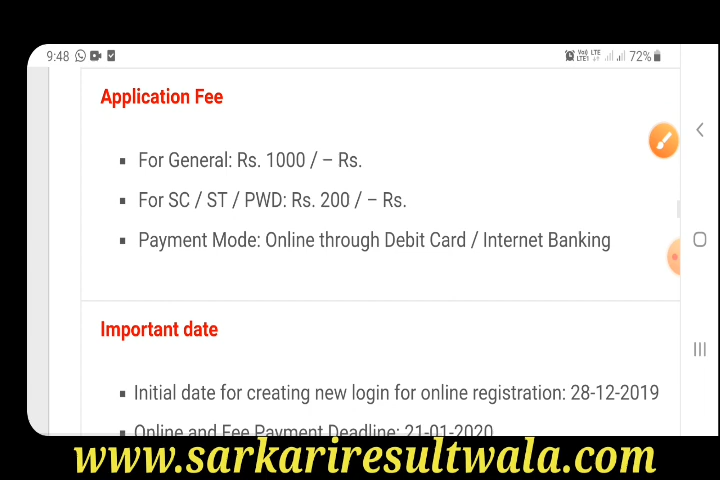 9:48 72%
Application Fee
▪ For General: Rs. 1000 / – Rs.
▪ For SC / ST / PWD: Rs. 200 / – Rs.
▪ Payment Mode: Online through Debit Card / Internet Banking
Important date
▪ Initial date for creating new login for online registration: 28-12-2019
▪ Online and Fee Payment Deadline: 21-01-2020
www.sarkariresultwala.com